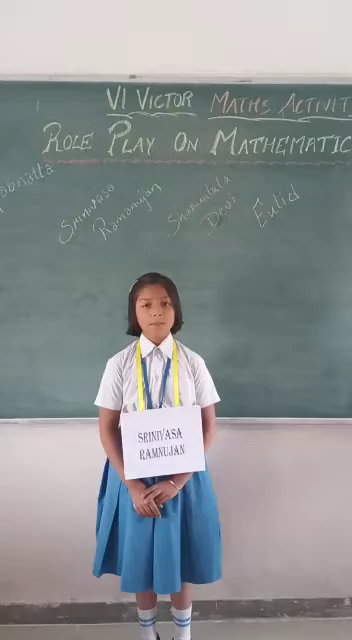 VI VICTOR MATHS ACTIVIT
ROLE PLAY ON MATHEMATIC
Srinivasa
Ramanujan
Shakuntala
Devi
Eulid
SRINIVASA
RAMNUJAN